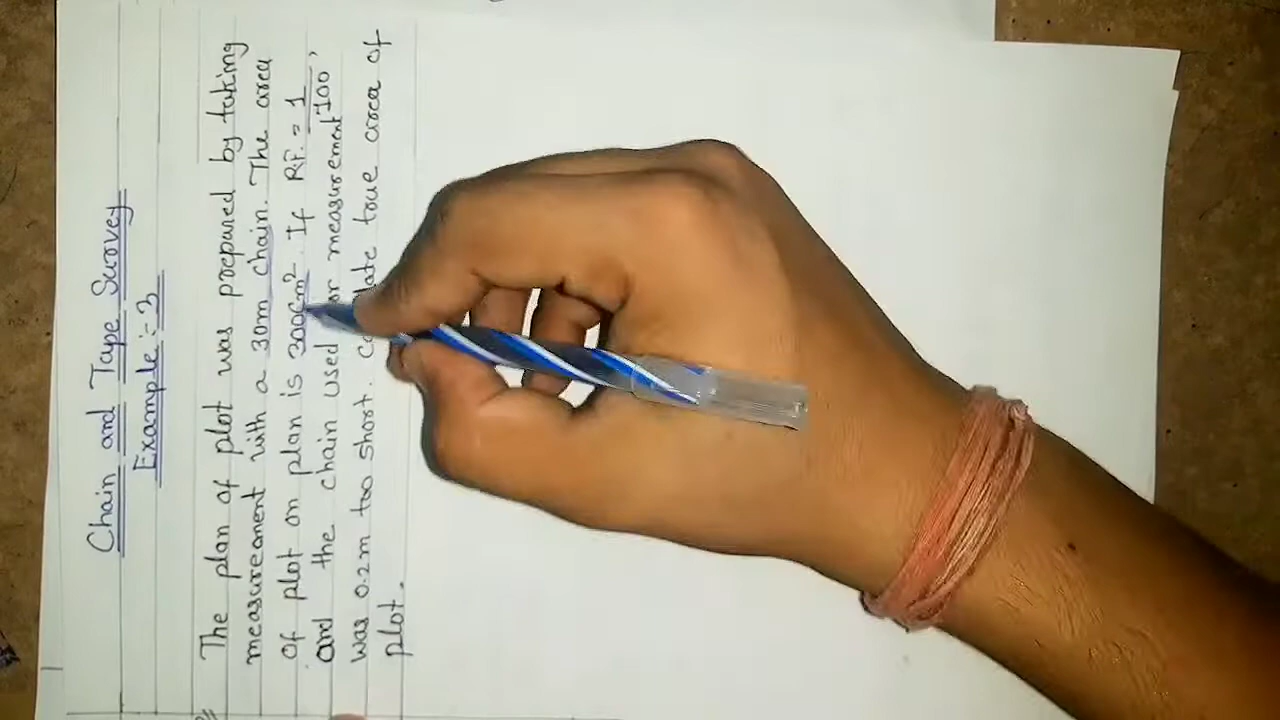 Chain and Tape Survey
Example :- 3
The plan of plot was prepared by taking
measureament with a 30m chain. The area
of plot on plan is 300cm². If R.F. = 1/100,
and the chain used for measurement
was 0.2m too short. Calculate true area of
plot.